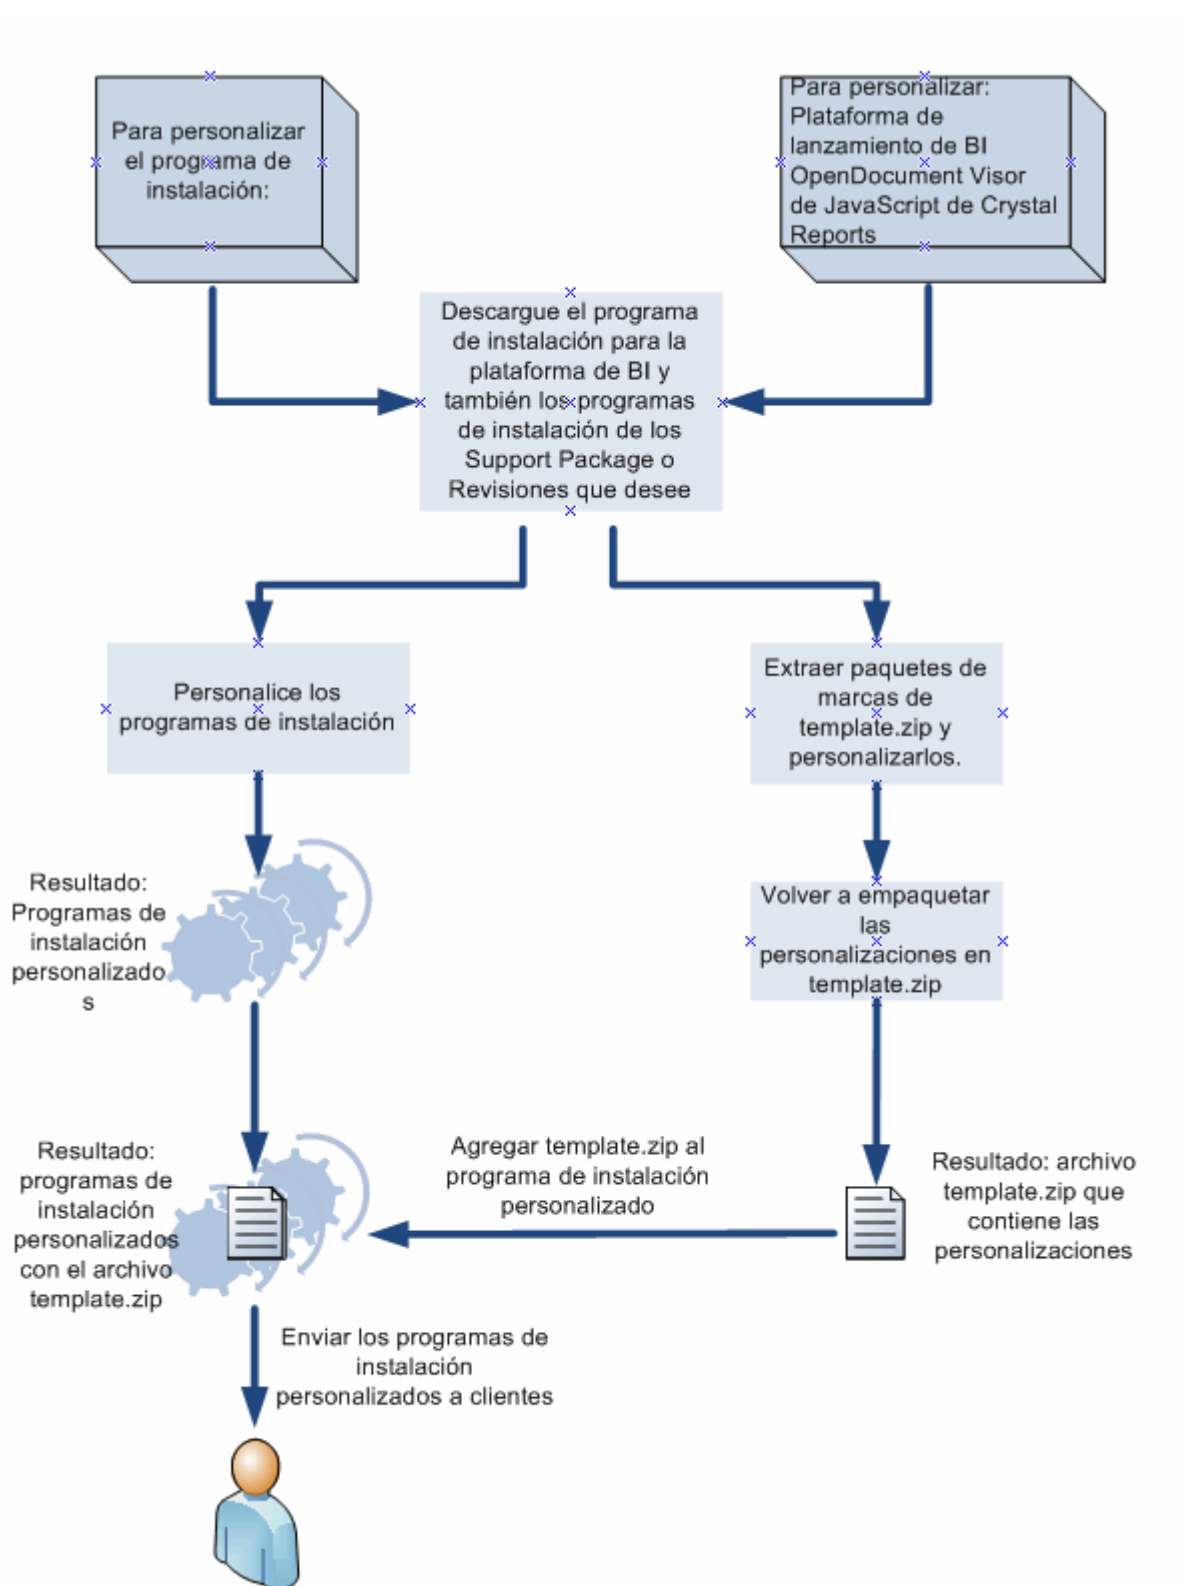 Para personalizar
el programa de
instalación:
Para personalizar:
Plataforma de
lanzamiento de BI
OpenDocument Visor
de JavaScript de Crystal
Reports
Descargue el programa
de instalación para la
plataforma de BI y
también los programas
de instalación de los
Support Package o
Revisiones que desee
Personalice los
programas de instalación
Extraer paquetes de
marcas de
template.zip y
personalizarlos.
Resultado:
Programas de
instalación
personalizado
s
Volver a empaquetar
las
personalizaciones en
template.zip
Resultado:
programas de
instalación
personalizados
con el archivo
template.zip
Agregar template.zip al
programa de instalación
personalizado
Resultado: archivo
template.zip que
contiene las
personalizaciones
Enviar los programas de
instalación
personalizados a clientes